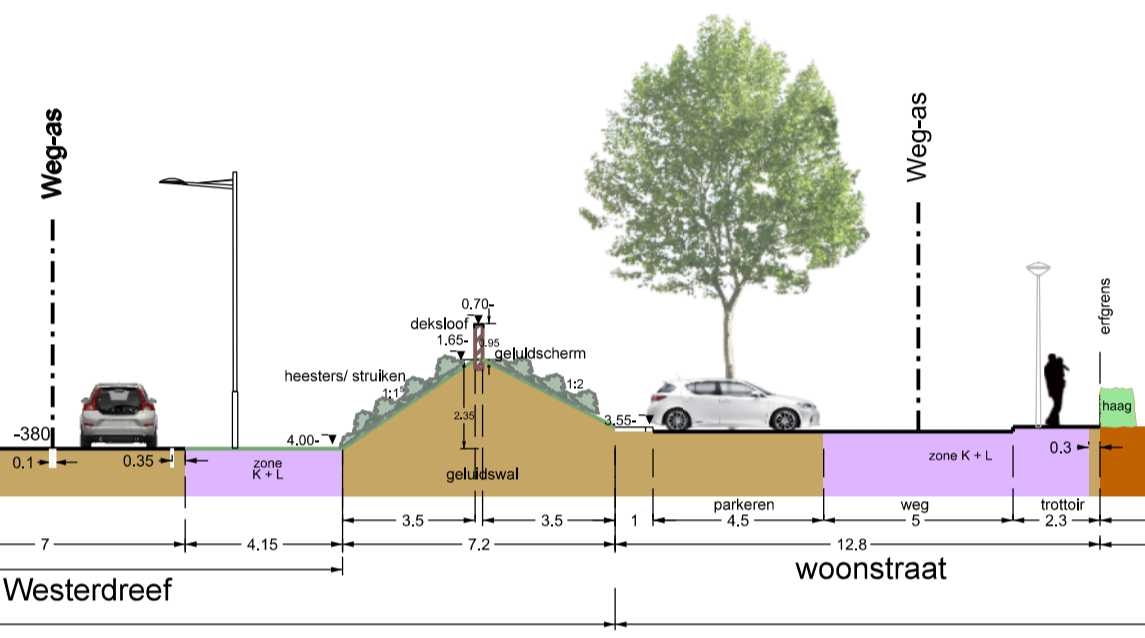 Weg-as
Weg-as
0.70-
deksloof
1.65-
0.95
geluidscherm
heesters/ struiken
1:1⁵
1:2
2.35
3.55-
erfgrens
haag
-380
4.00-
0.1
0.35
zone
K + L
geluidswal
zone K + L
0.3
parkeren
weg
trottoir
3.5
3.5
1
4.5
5
2.3
7
4.15
7.2
12.8
Westerdreef
woonstraat